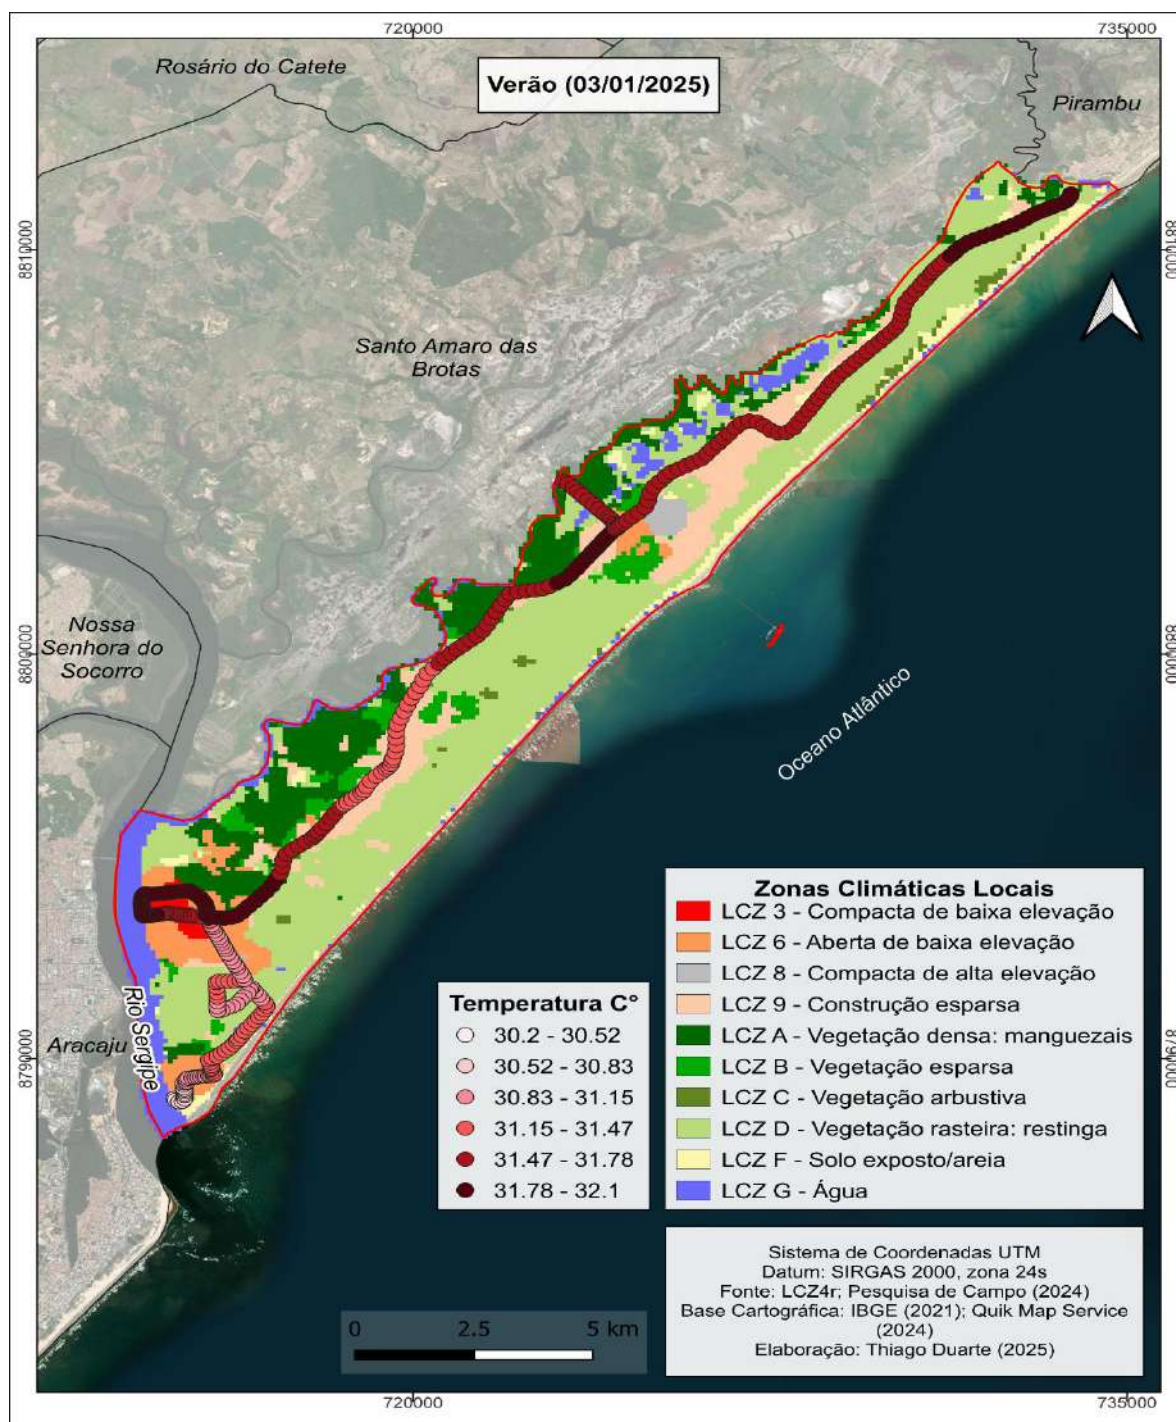 720000
735000
Rosário do Catete
Verão (03/01/2025)
Pirambu
8810000
8810000
Santo Amaro das
Brotas
Nossa
Senhora do
Socorro
8800000
8800000
Oceano Atlântico
Rio Sergipe
Aracaju
8790000
8790000
Temperatura C°
30.2 - 30.52
30.52 - 30.83
30.83 - 31.15
31.15 - 31.47
31.47 - 31.78
31.78 - 32.1
Zonas Climáticas Locais
LCZ 3 - Compacta de baixa elevação
LCZ 6 - Aberta de baixa elevação
LCZ 8 - Compacta de alta elevação
LCZ 9 - Construção esparsa
LCZ A - Vegetação densa: manguezais
LCZ B - Vegetação esparsa
LCZ C - Vegetação arbustiva
LCZ D - Vegetação rasteira: restinga
LCZ F - Solo exposto/areia
LCZ G - Água
0 2.5 5 km
Sistema de Coordenadas UTM
Datum: SIRGAS 2000, zona 24s
Fonte: LCZ4r; Pesquisa de Campo (2024)
Base Cartográfica: IBGE (2021); Quik Map Service
(2024)
Elaboração: Thiago Duarte (2025)
720000
735000